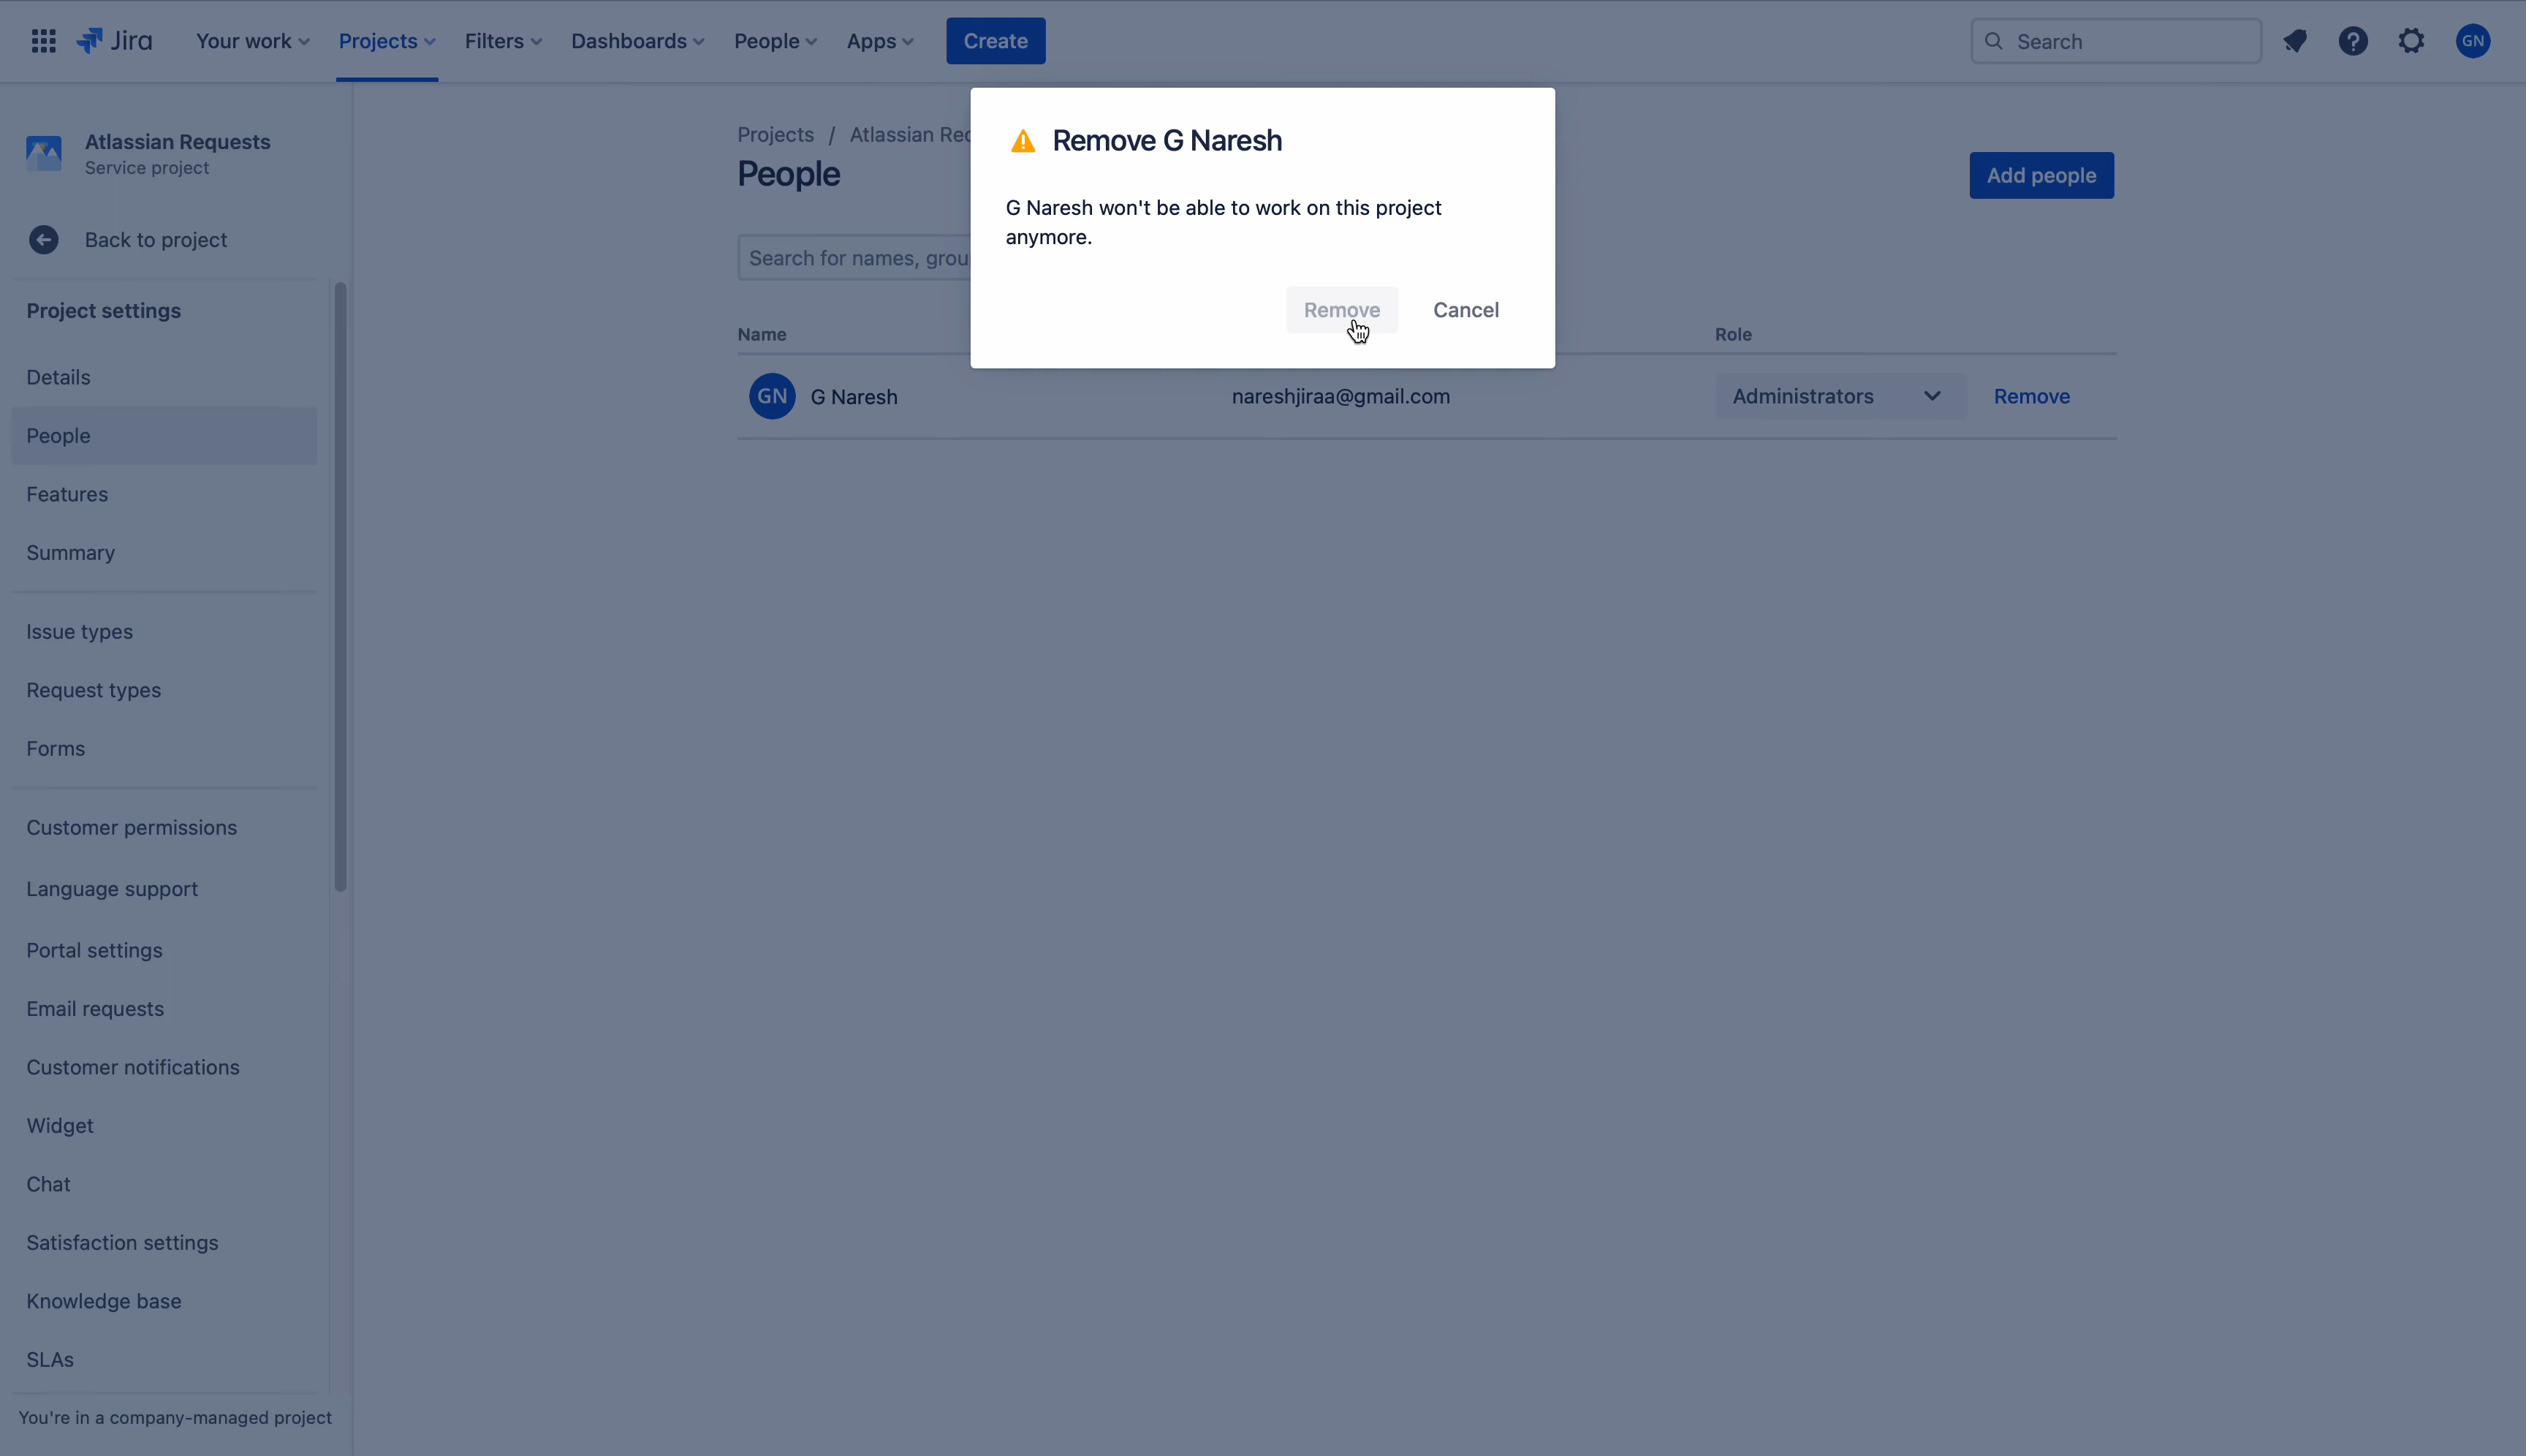 Jira
Your work
Projects
Filters
Dashboards
People
Apps
Create
Search
GN
Atlassian Requests
Service project
Back to project
Project settings
Details
People
Features
Summary
Issue types
Request types
Forms
Customer permissions
Language support
Portal settings
Email requests
Customer notifications
Widget
Chat
Satisfaction settings
Knowledge base
SLAs
You're in a company-managed project
Projects / Atlassian
People
Add people
Search for names,
Remove G Naresh
G Naresh won't be able to work on this project
anymore.
Remove
Cancel
Name
Role
GN
G Naresh
nareshjiraa@gmail.com
Administrators
Remove